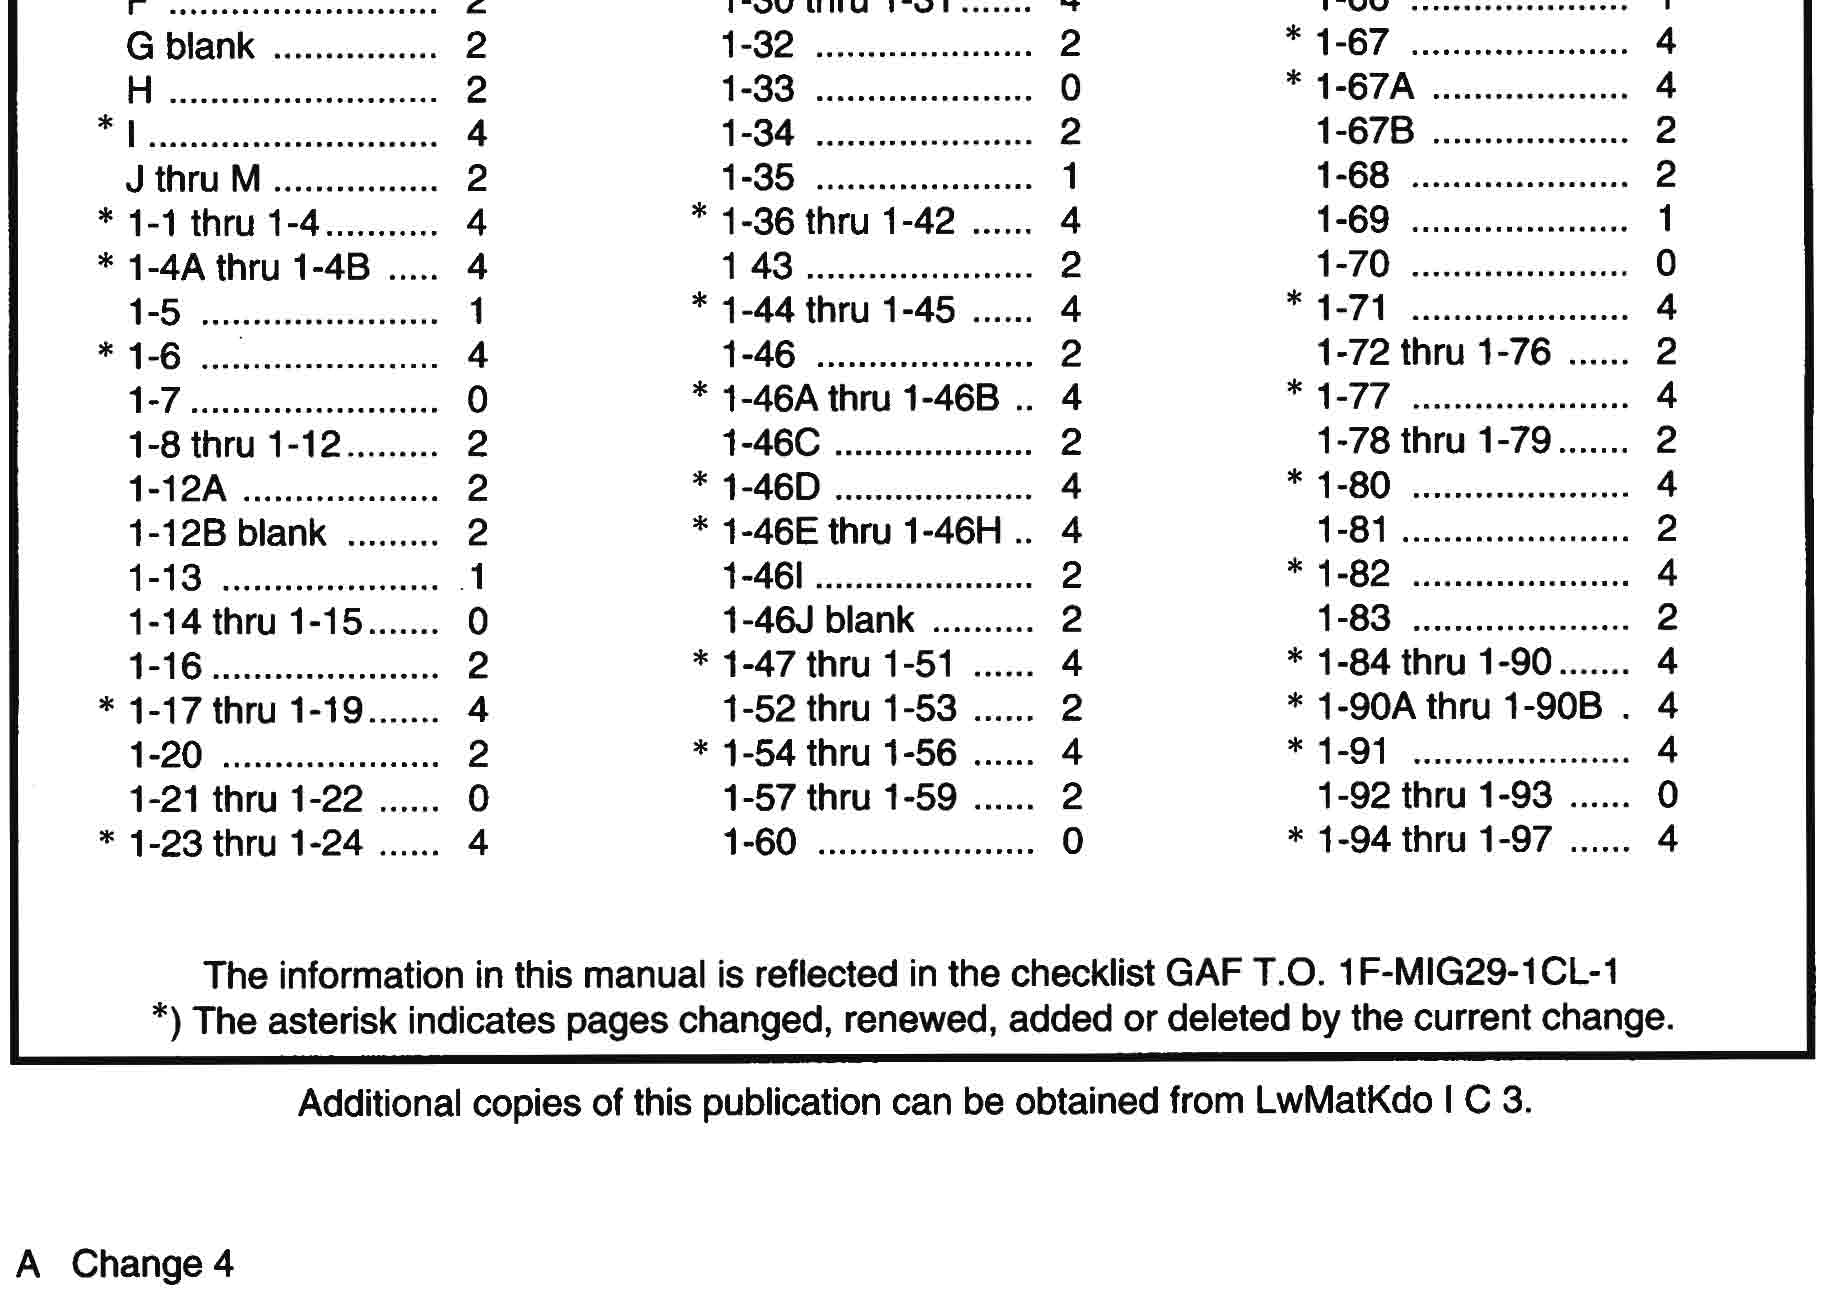 F .......................... 2
G blank ................ 2
H .......................... 2
* I ............................ 4
J thru M ................ 2
* 1-1 thru 1-4........... 4
* 1-4A thru 1-4B ..... 4
1-5 ....................... 1
* 1-6 ....................... 4
1-7 ........................ 0
1-8 thru 1-12......... 2
1-12A ................... 2
1-12B blank ......... 2
1-13 ..................... 1
1-14 thru 1-15....... 0
1-16 ...................... 2
* 1-17 thru 1-19....... 4
1-20 ..................... 2
1-21 thru 1-22 ...... 0
* 1-23 thru 1-24 ...... 4
1-30 thru 1-31....... 4
1-32 ..................... 2
1-33 ..................... 0
1-34 ..................... 2
1-35 ..................... 1
* 1-36 thru 1-42 ...... 4
1 43 ...................... 2
* 1-44 thru 1-45 ...... 4
1-46 ..................... 2
* 1-46A thru 1-46B .. 4
1-46C ................... 2
* 1-46D ................... 4
* 1-46E thru 1-46H .. 4
1-46I ..................... 2
1-46J blank .......... 2
* 1-47 thru 1-51 ...... 4
1-52 thru 1-53 ...... 2
* 1-54 thru 1-56 ...... 4
1-57 thru 1-59 ...... 2
1-60 ..................... 0
1-66 ..................... 1
* 1-67 ..................... 4
* 1-67A ................... 4
1-67B ................... 2
1-68 ..................... 2
1-69 ..................... 1
1-70 ..................... 0
* 1-71 ..................... 4
1-72 thru 1-76 ...... 2
* 1-77 ..................... 4
1-78 thru 1-79....... 2
* 1-80 ..................... 4
1-81 ...................... 2
* 1-82 ..................... 4
1-83 ..................... 2
* 1-84 thru 1-90....... 4
* 1-90A thru 1-90B . 4
* 1-91 ..................... 4
1-92 thru 1-93 ...... 0
* 1-94 thru 1-97 ...... 4
The information in this manual is reflected in the checklist GAF T.O. 1F-MIG29-1CL-1
*) The asterisk indicates pages changed, renewed, added or deleted by the current change.
Additional copies of this publication can be obtained from LwMatKdo I C 3.
A Change 4